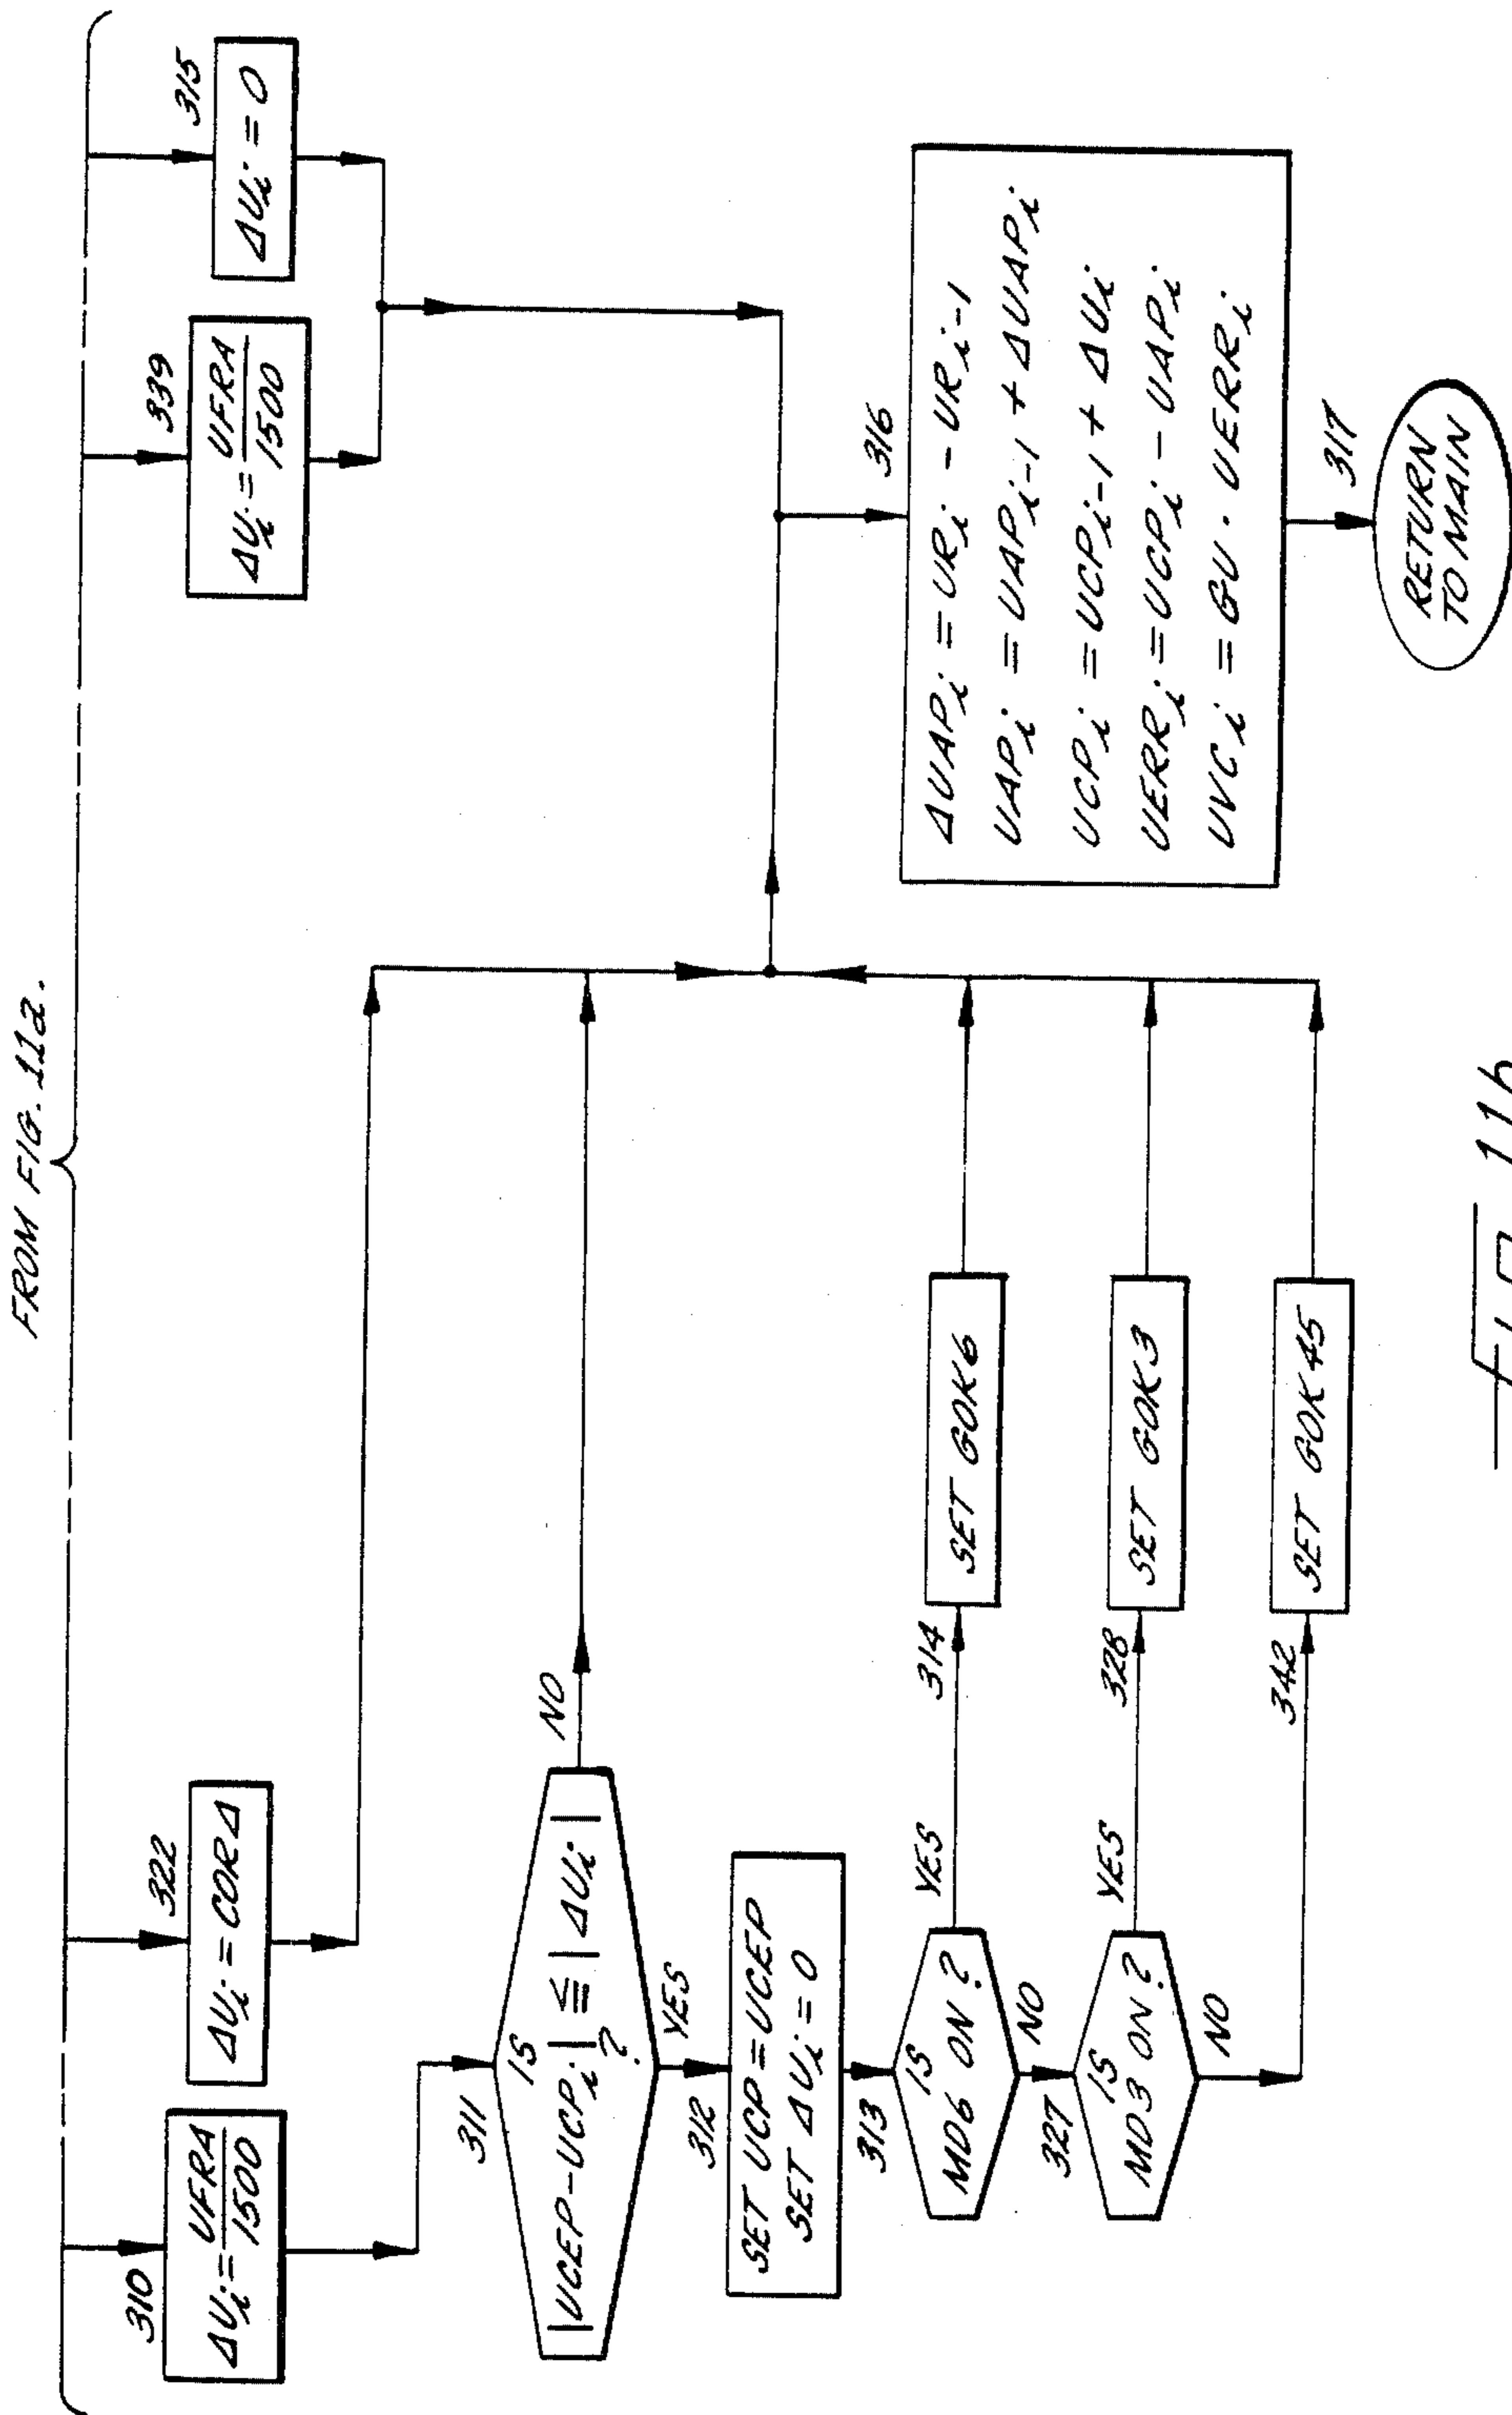 FROM FIG. 11a.
310
ΔUi = UFRA
1500
322
ΔUi = CORΔ
339
ΔUi = UFRA
1500
315
ΔUi = 0
311
IS
|UCEP-UCPi| ≦ |ΔUi|
?
NO
YES
312
SET UCP = UCEP
SET ΔUi = 0
313
IS
MD6 ON?
YES
314
SET GOK6
NO
327
IS
MD3 ON?
YES
328
SET GOK3
NO
342
SET GOK45
316
ΔUAPi = URi - URi-1
UAPi = UAPi-1 + ΔUAPi
UCPi = UCPi-1 + ΔUi
UERRi = UCPi - UAPi
UVCi = GU · UERRi
317
RETURN
TO MAIN
FIG. 11b